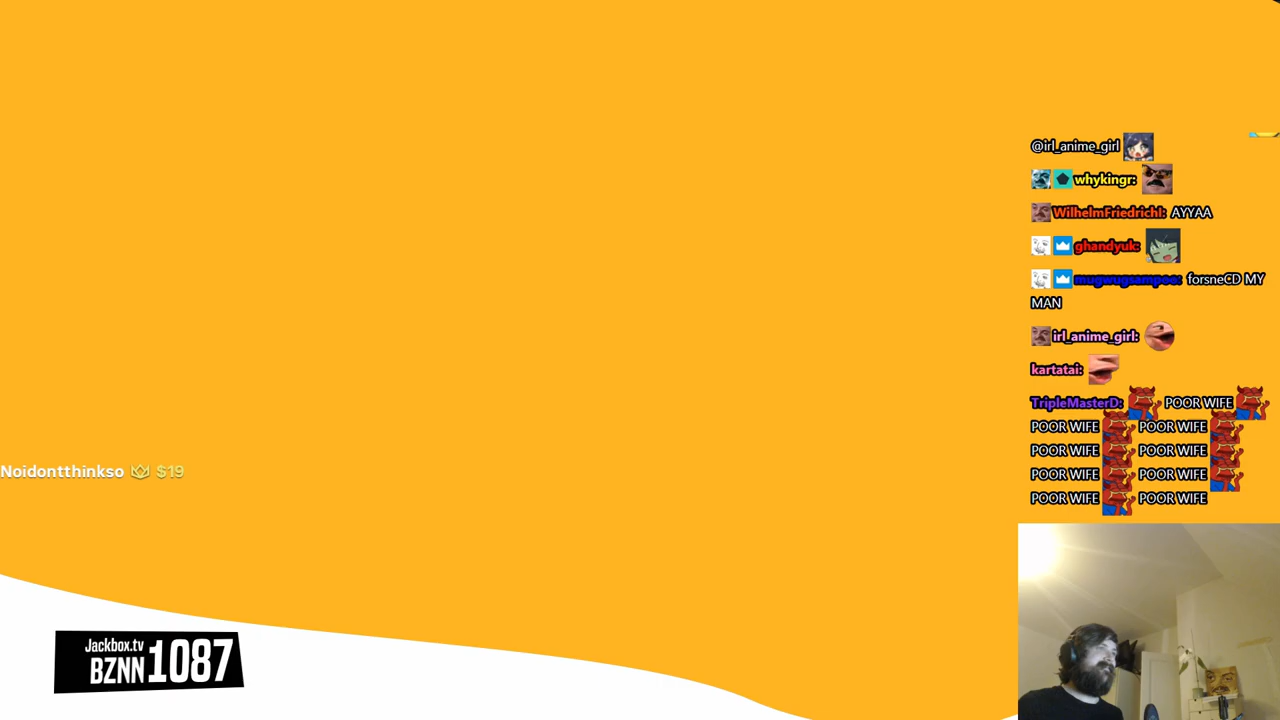 @irl_anime_girl
whykingr:
WilhelmFriedrichI: AYYAA
ghandyuk:
mugwugsampoo: forsneCD MY
MAN
irl_anime_girl:
kartatai:
TripleMasterD: POOR WIFE
POOR WIFE POOR WIFE
POOR WIFE POOR WIFE
POOR WIFE POOR WIFE
POOR WIFE POOR WIFE
Noidontthinkso $19
Jackbox.tv
BZNN 1087